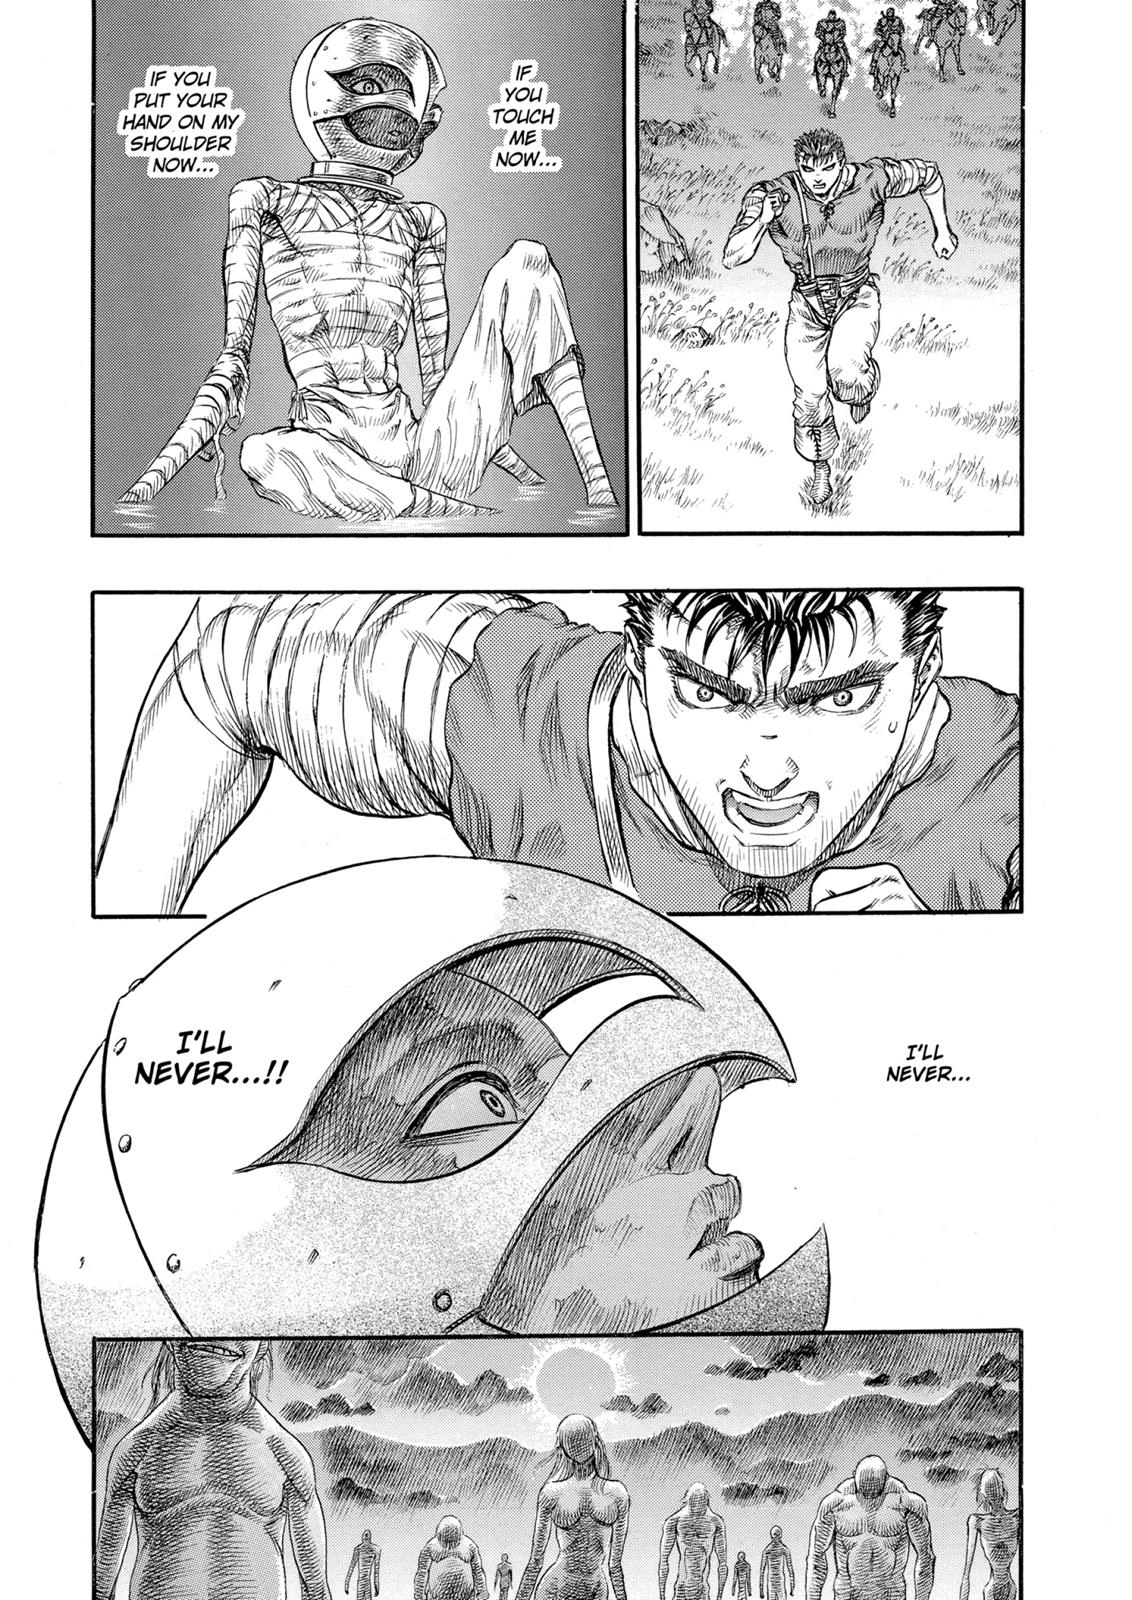 IF
YOU
TOUCH
ME
NOW...
IF YOU
PUT YOUR
HAND ON MY
SHOULDER
NOW...
I'LL
NEVER...
I'LL
NEVER...!!